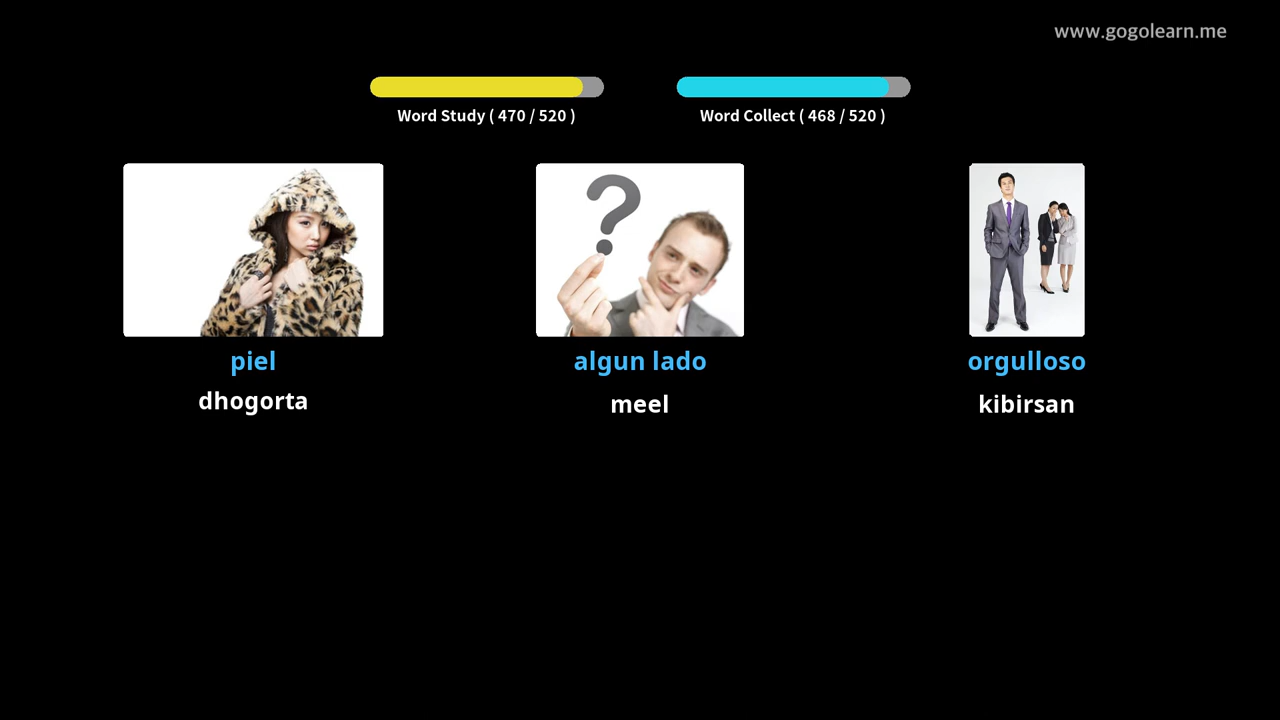 www.gogolearn.me
Word Study ( 470 / 520 )
Word Collect ( 468 / 520 )
piel
algun lado
orgulloso
dhogorta
meel
kibirsan